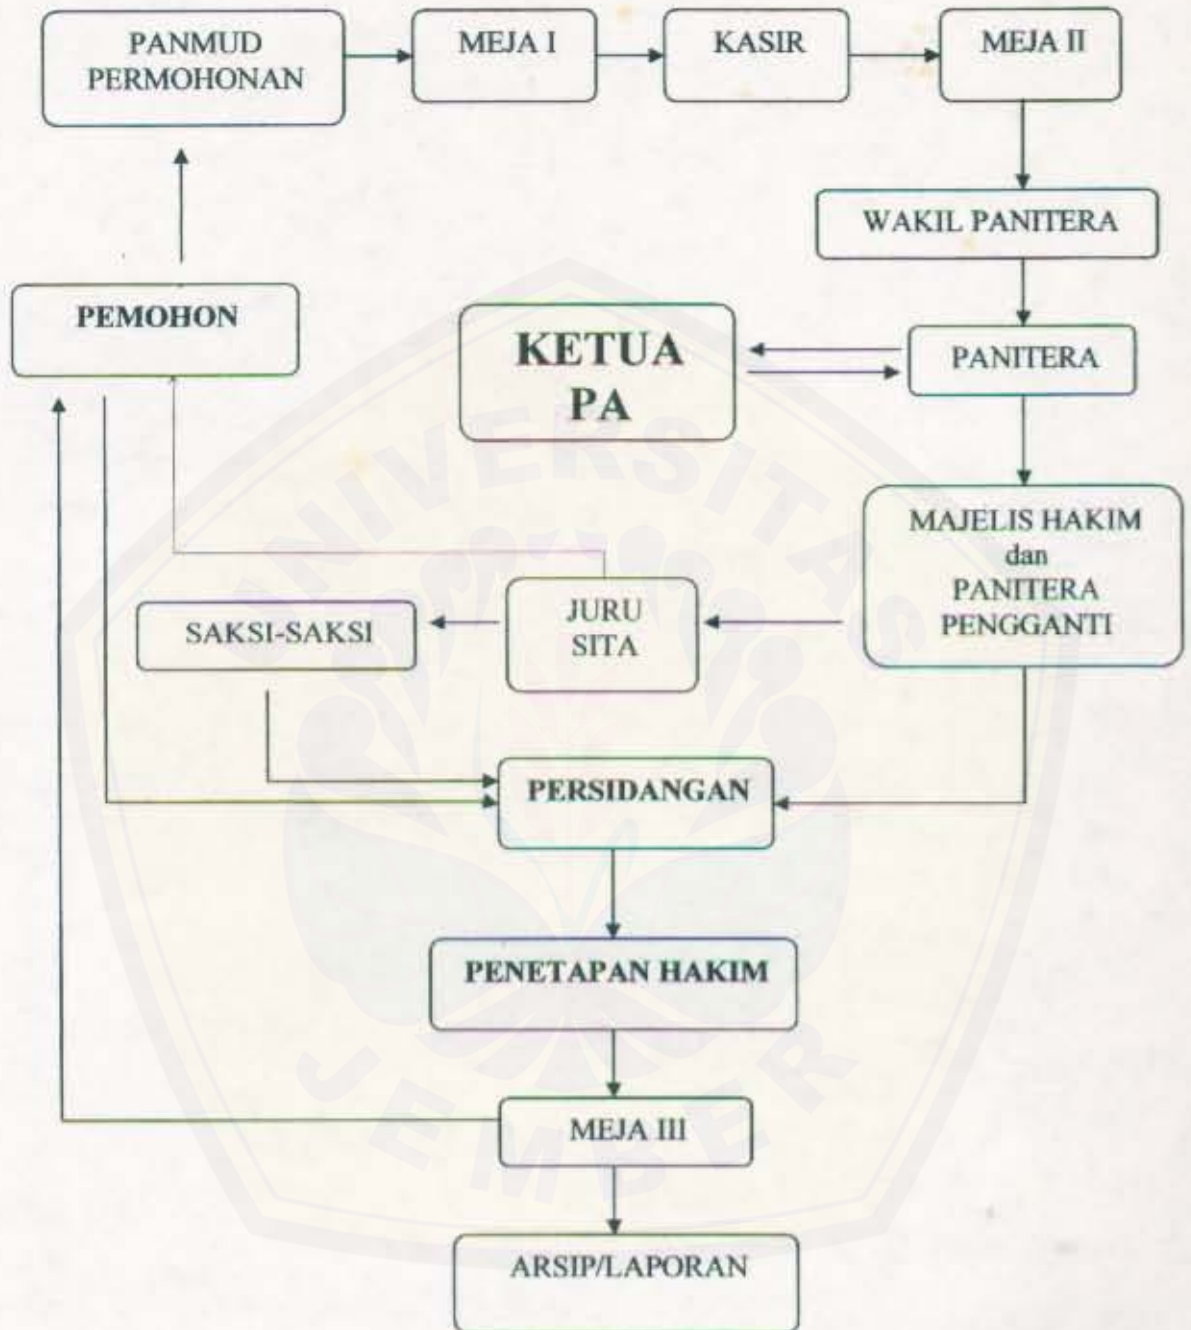 PANMUD
PERMOHONAN
MEJA I
KASIR
MEJA II
WAKIL PANITERA
PEMOHON
KETUA
PA
PANITERA
MAJELIS HAKIM
dan
PANITERA
PENGGANTI
JURU
SITA
SAKSI-SAKSI
PERSIDANGAN
PENETAPAN HAKIM
MEJA III
ARSIP/LAPORAN
UNIVERSITAS
JEMBER